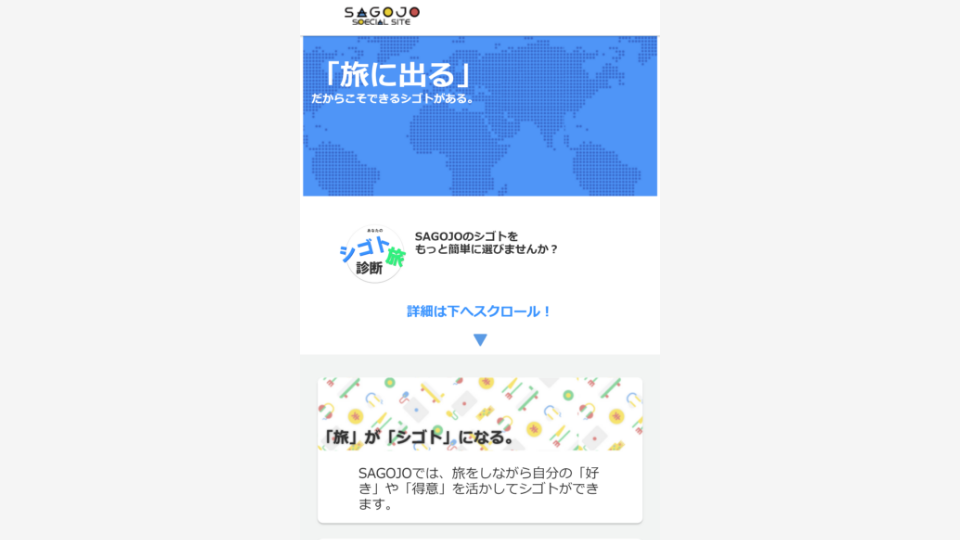 SAGOJO
SPECIAL SITE
「旅に出る」
だからこそできるシゴトがある。
あなたの
シゴト旅
診断
SAGOJOのシゴトを
もっと簡単に選びませんか？
詳細は下へスクロール！
「旅」が「シゴト」になる。
SAGOJOでは、旅をしながら自分の「好
き」や「得意」を活かしてシゴトができ
ます。